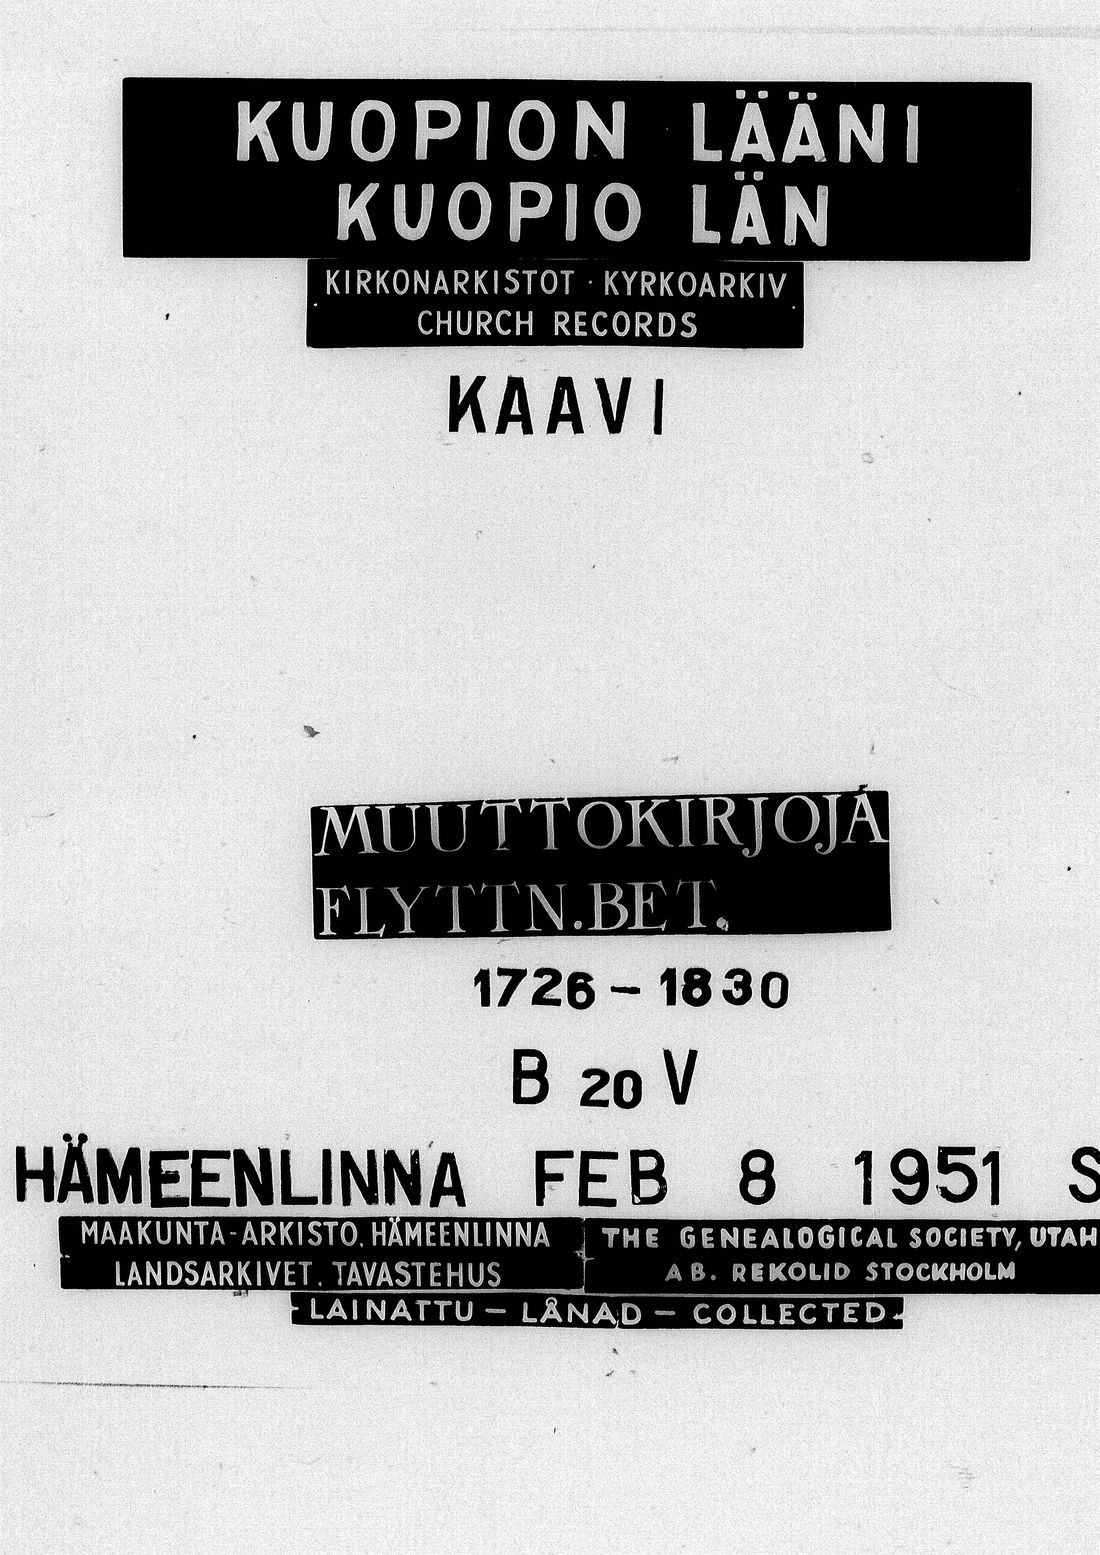 KUOPION LÄÄNI
KUOPIO LÄN
KIRKONARKISTOT · KYRKOARKIV
CHURCH RECORDS
KAAVI
MUUTTOKIRJOJA
FLYTTN.BET.
1726 – 1830
B 20 V
HÄMEENLINNA FEB 8 1951 S
MAAKUNTA-ARKISTO, HÄMEENLINNA
LANDSARKIVET, TAVASTEHUS
THE GENEALOGICAL SOCIETY, UTAH
AB. REKOLID STOCKHOLM
LAINATTU – LÅNAD – COLLECTED